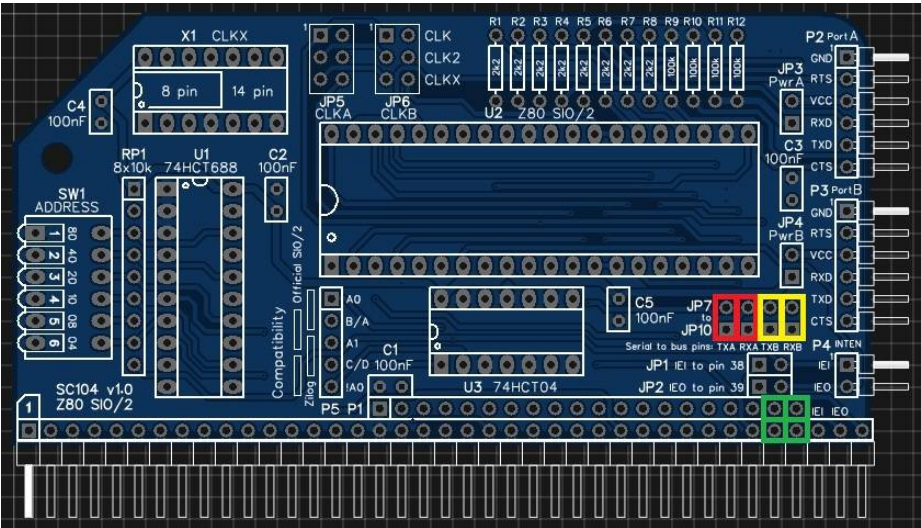 X1 CLKX
8 pin 14 pin
C4
100nF
1
JP5
CLKA
1
JP6
CLKB
CLK
CLK2
CLKX
R1 R2 R3 R4 R5 R6 R7 R8 R9 R10 R11 R12
2k2 2k2 2k2 2k2 2k2 2k2 2k2 2k2 100k 100k 100k 100k
U2 Z80 SIO/2
P2 Port A
1
GND
RTS
VCC
RXD
TXD
CTS
JP3
PwrA
C3
100nF
P3 Port B
1
GND
RTS
VCC
RXD
TXD
CTS
JP4
PwrB
RP1
8x10k
U1
74HCT688
C2
100nF
SW1
ADDRESS
1 80
2 40
3 20
4 10
5 08
6 04
Compatibility
Official SIO/2
Zilog
A0
B/A
A1
C/D
!A0
P5
C1
100nF
U3 74HCT04
C5
100nF
JP7
to
JP10
Serial to bus pins: TXA RXA TXB RXB
JP1 IEI to pin 38
JP2 IEO to pin 39
P4 INTEN
1
IEI
IEO
SC104 v1.0
Z80 SIO/2
1
P1
IEI IEO